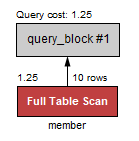 Query cost: 1.25
query_block #1
1.25
10 rows
Full Table Scan
member